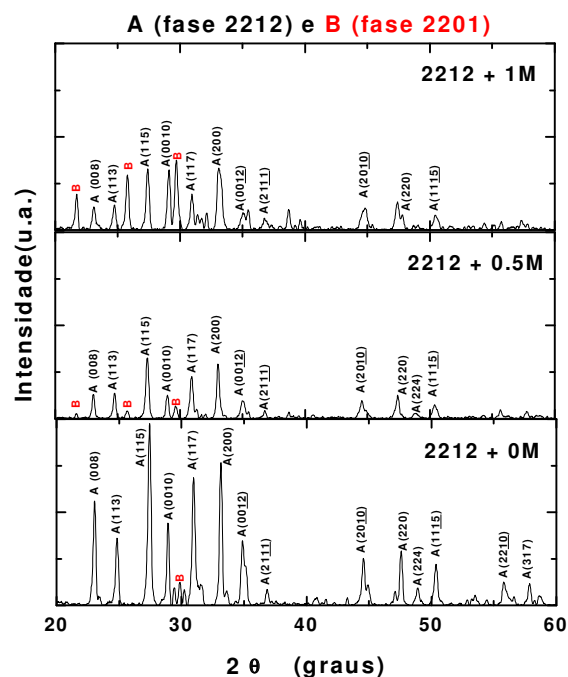 A (fase 2212) e B (fase 2201)
Intensidade(u.a.)
2212 + 1M
B
A (008)
A (113)
B
A (115)
A(0010)
B
A (117)
A (200)
A (0012)
A (2111)
A (2010)
A (220)
A (1115)
2212 + 0.5M
B
A (008)
A (113)
B
A (115)
A (0010)
B
A (117)
A (200)
A (0012)
A (2111)
A (2010)
A (220)
A (224)
A (1115)
2212 + 0M
A (008)
A (113)
A (115)
A (0010)
B
A (117)
A (200)
A (0012)
A (2111)
A (2010)
A (220)
A (224)
A (1115)
A (2210)
A (317)
20 30 40 50 60
2 θ (graus)